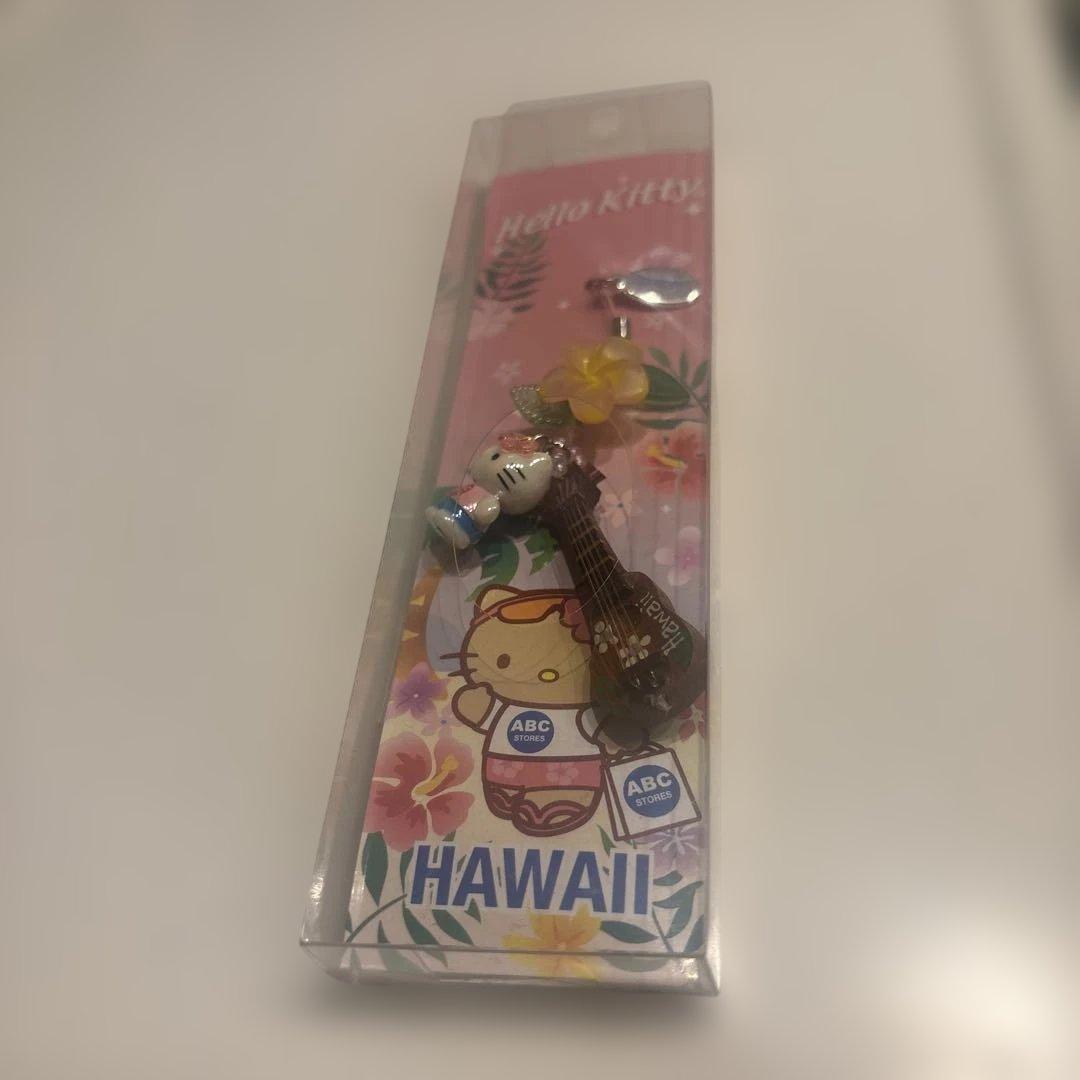 Hello Kitty
Hawaii
ABC
STORES
ABC
STORES
HAWAII